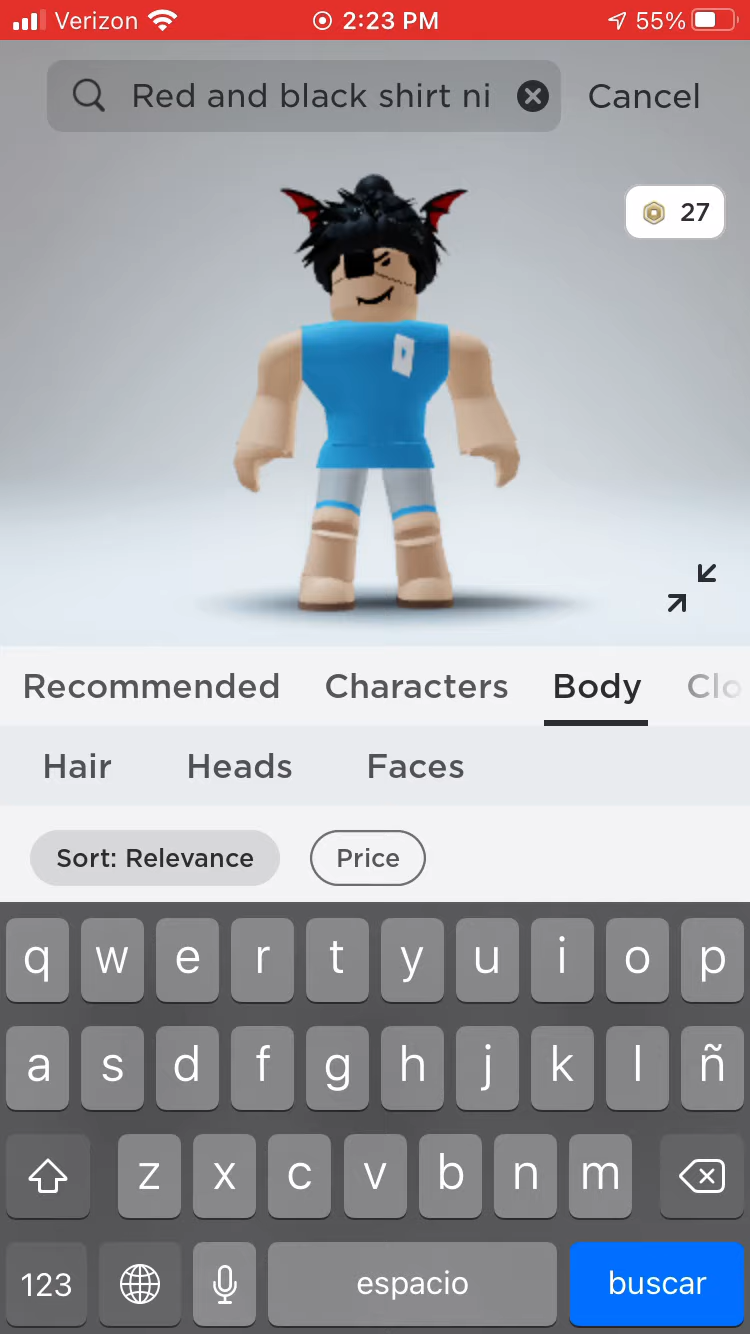 Verizon 2:23 PM 55%
Red and black shirt ni Cancel
27
Recommended Characters Body Clo
Hair Heads Faces
Sort: Relevance Price
q w e r t y u i o p
a s d f g h j k l ñ
z x c v b n m
123 espacio buscar